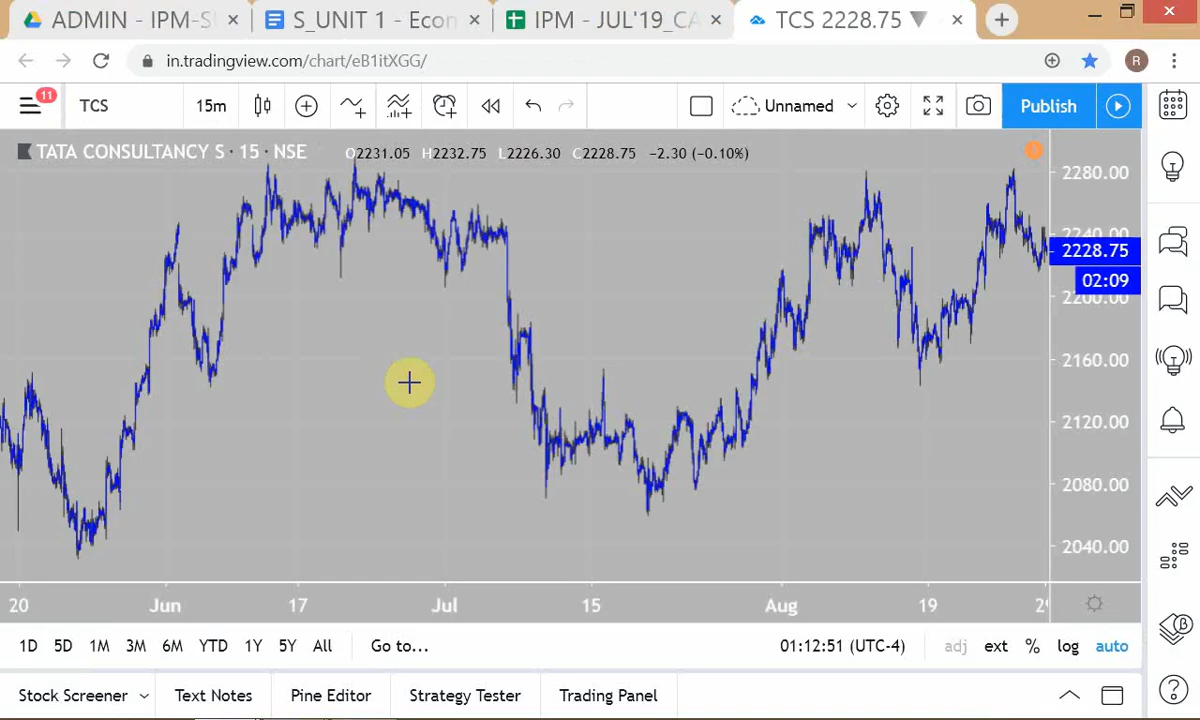 ADMIN - IPM-S
S_UNIT 1 - Econ
IPM - JUL'19_CA
TCS 2228.75 ▼
in.tradingview.com/chart/eB1itXGG/
R
11
TCS
15m
Unnamed
Publish
TATA CONSULTANCY S · 15 · NSE O2231.05 H2232.75 L2226.30 C2228.75 −2.30 (−0.10%)
2280.00
2240.00
2228.75
02:09
2200.00
2160.00
2120.00
2080.00
2040.00
20 Jun 17 Jul 15 Aug 19
1D 5D 1M 3M 6M YTD 1Y 5Y All Go to... 01:12:51 (UTC-4) adj ext % log auto
Stock Screener Text Notes Pine Editor Strategy Tester Trading Panel